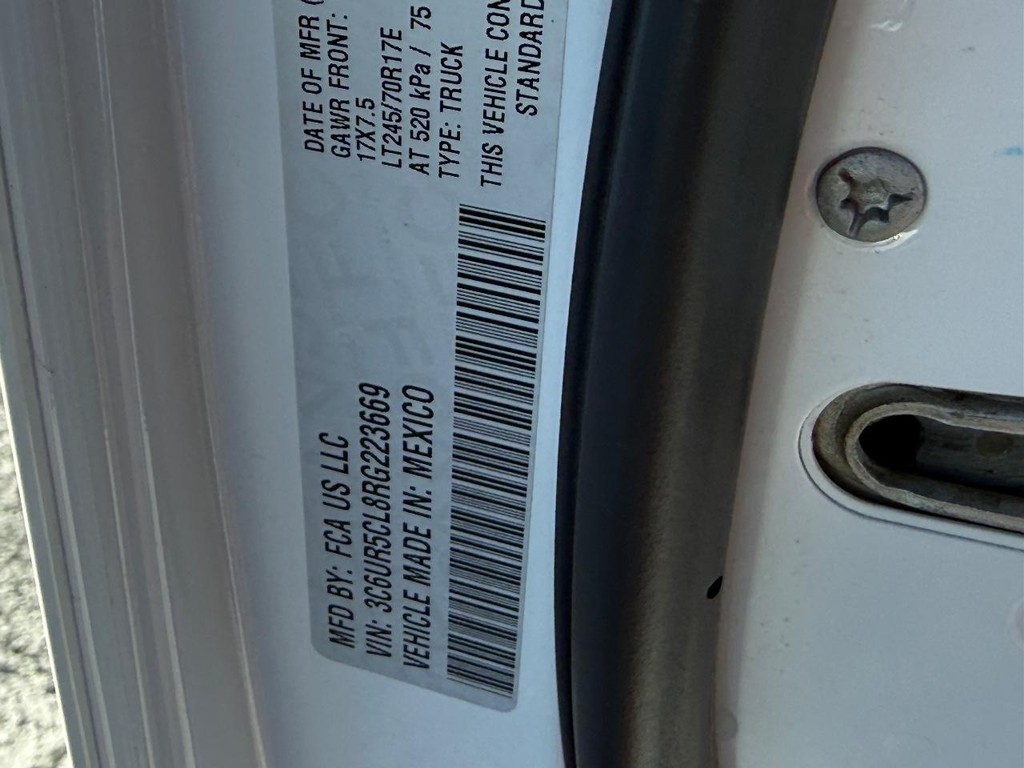 MFD BY: FCA US LLC
DATE OF MFR (
GAWR FRONT:
17X7.5
LT245/70R17E
AT 520 kPa / 75
TYPE: TRUCK
VIN: 3C6UR5CL8RG223669
VEHICLE MADE IN: MEXICO
THIS VEHICLE CON
STANDARD